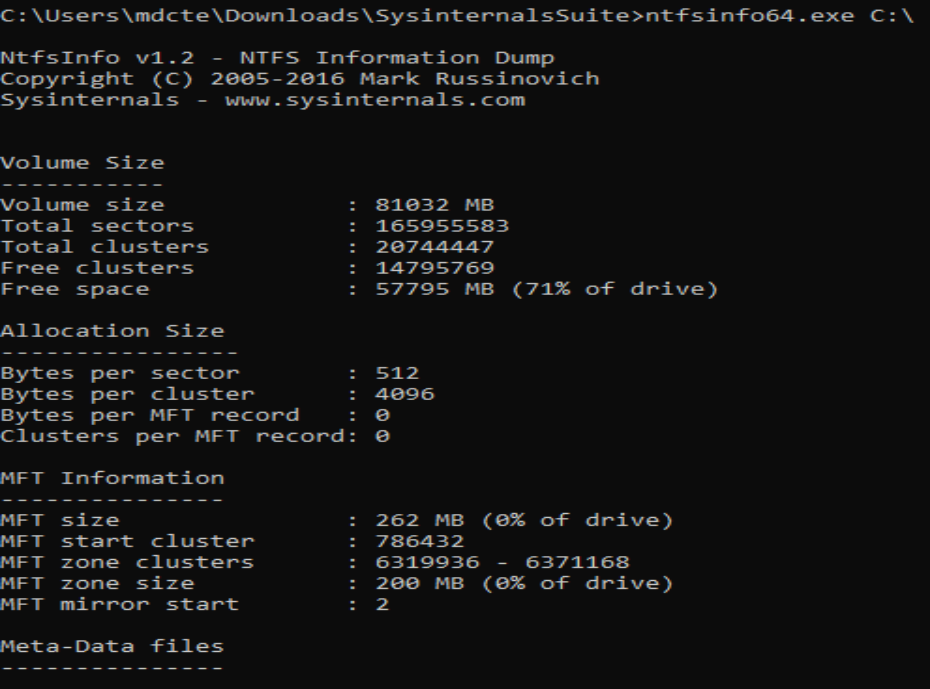 C:\Users\mdcte\Downloads\SysinternalsSuite>ntfsinfo64.exe C:\
NtfsInfo v1.2 - NTFS Information Dump
Copyright (C) 2005-2016 Mark Russinovich
Sysinternals - www.sysinternals.com
Volume Size
-----------
Volume size            : 81032 MB
Total sectors          : 165955583
Total clusters         : 20744447
Free clusters          : 14795769
Free space             : 57795 MB (71% of drive)
Allocation Size
----------------
Bytes per sector       : 512
Bytes per cluster      : 4096
Bytes per MFT record   : 0
Clusters per MFT record: 0
MFT Information
---------------
MFT size               : 262 MB (0% of drive)
MFT start cluster      : 786432
MFT zone clusters      : 6319936 - 6371168
MFT zone size          : 200 MB (0% of drive)
MFT mirror start       : 2
Meta-Data files
---------------